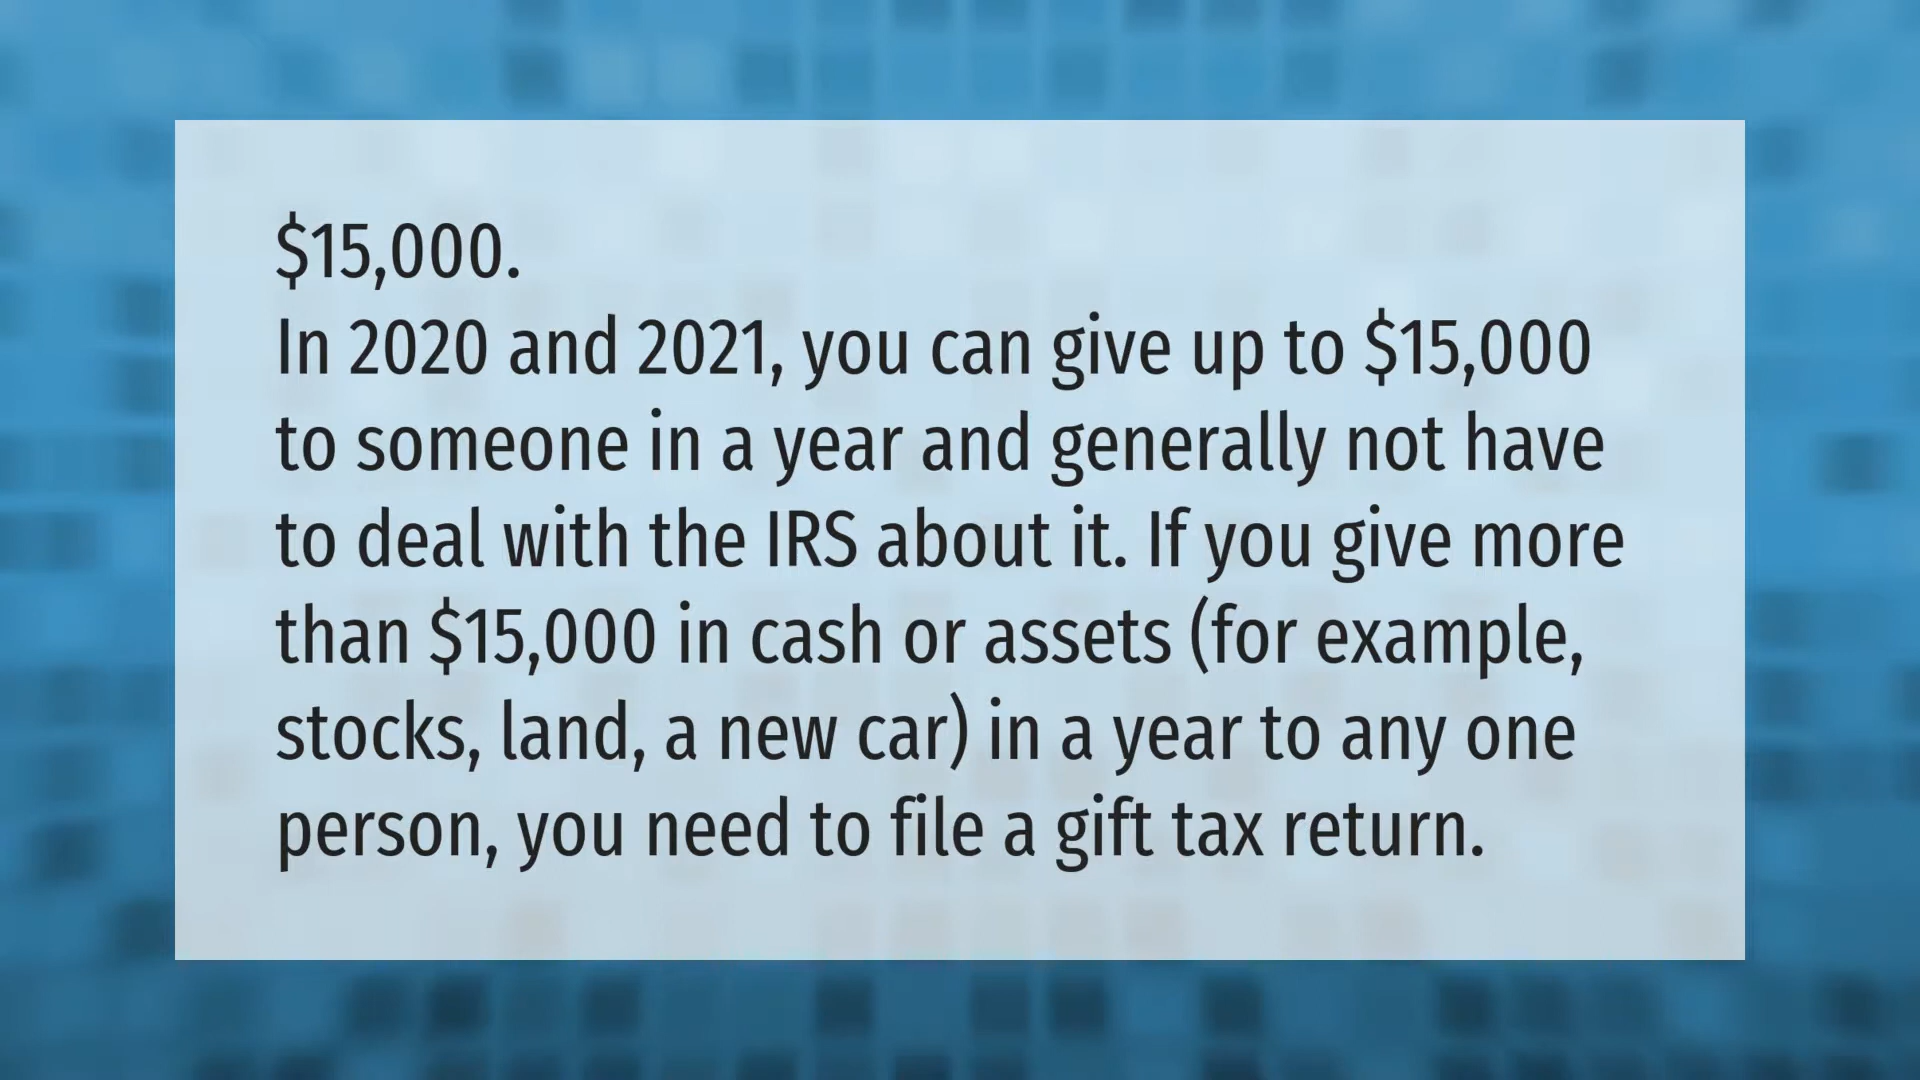 $15,000.
In 2020 and 2021, you can give up to $15,000
to someone in a year and generally not have
to deal with the IRS about it. If you give more
than $15,000 in cash or assets (for example,
stocks, land, a new car) in a year to any one
person, you need to file a gift tax return.